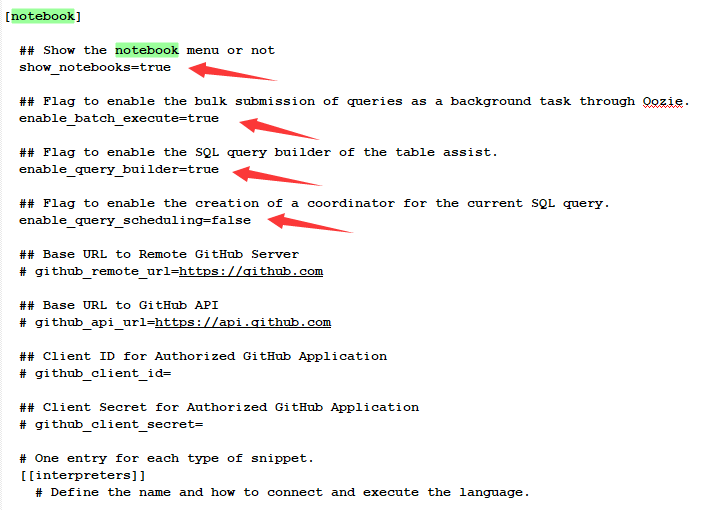 [notebook]
## Show the notebook menu or not
show_notebooks=true
## Flag to enable the bulk submission of queries as a background task through Oozie.
enable_batch_execute=true
## Flag to enable the SQL query builder of the table assist.
enable_query_builder=true
## Flag to enable the creation of a coordinator for the current SQL query.
enable_query_scheduling=false
## Base URL to Remote GitHub Server
# github_remote_url=https://github.com
## Base URL to GitHub API
# github_api_url=https://api.github.com
## Client ID for Authorized GitHub Application
# github_client_id=
## Client Secret for Authorized GitHub Application
# github_client_secret=
# One entry for each type of snippet.
[[interpreters]]
# Define the name and how to connect and execute the language.